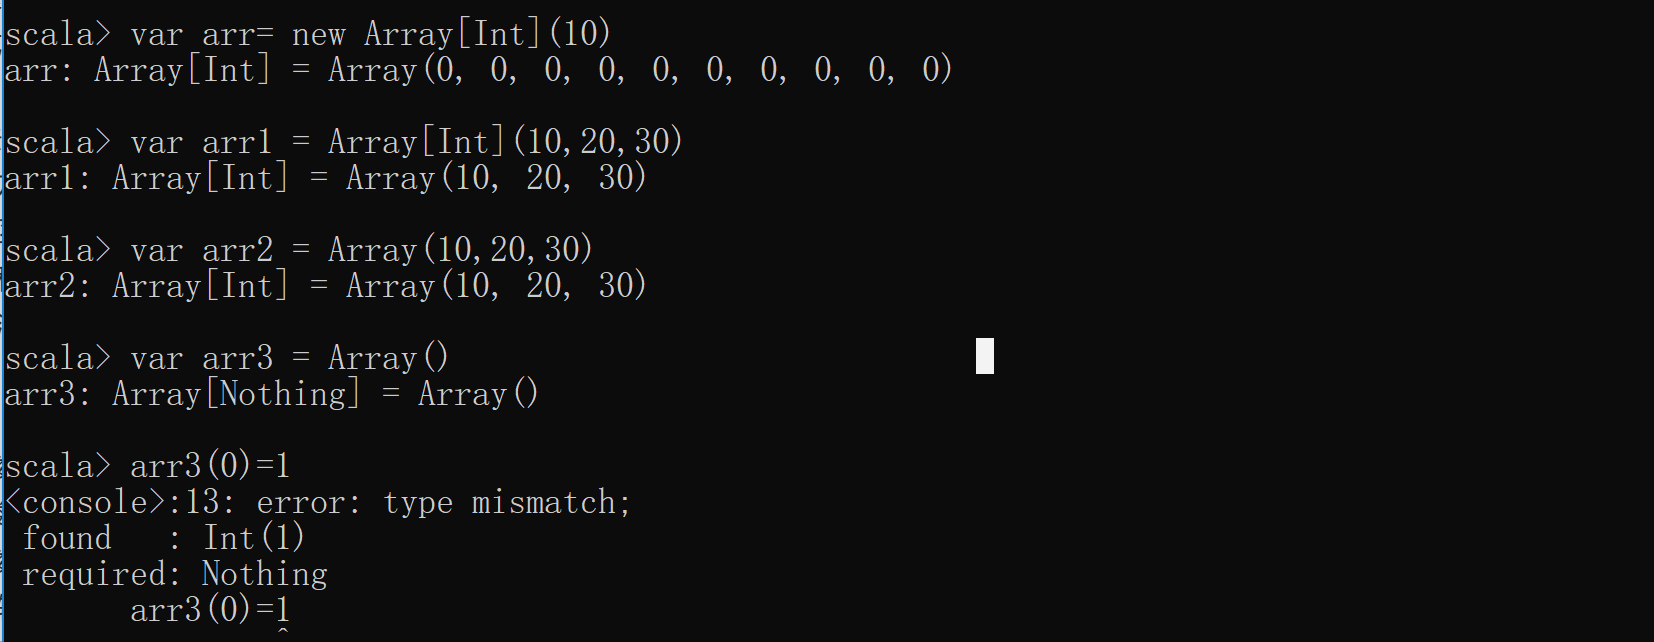 scala> var arr= new Array[Int](10)
arr: Array[Int] = Array(0, 0, 0, 0, 0, 0, 0, 0, 0, 0)
scala> var arr1 = Array[Int](10,20,30)
arr1: Array[Int] = Array(10, 20, 30)
scala> var arr2 = Array(10,20,30)
arr2: Array[Int] = Array(10, 20, 30)
scala> var arr3 = Array()
arr3: Array[Nothing] = Array()
scala> arr3(0)=1
<console>:13: error: type mismatch;
 found   : Int(1)
 required: Nothing
       arr3(0)=1
               ^